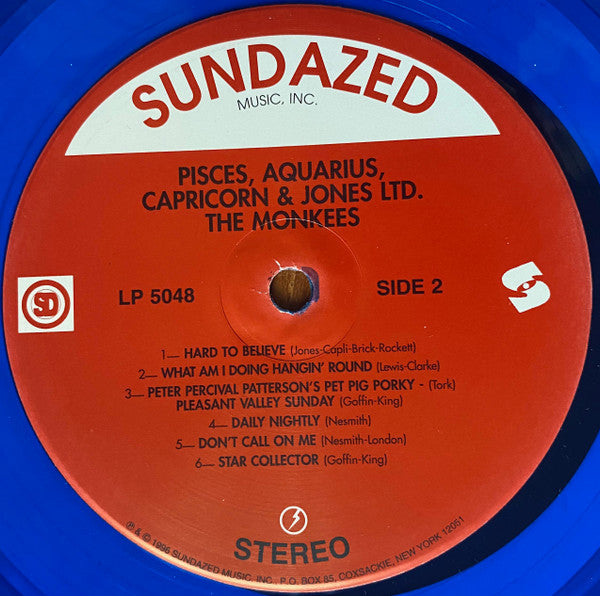 SUNDAZED
MUSIC, INC.
PISCES, AQUARIUS,
CAPRICORN & JONES LTD.
THE MONKEES
SD
LP 5048
SIDE 2
1— HARD TO BELIEVE (Jones-Capli-Brick-Rockett)
2— WHAT AM I DOING HANGIN' ROUND (Lewis-Clarke)
3— PETER PERCIVAL PATTERSON'S PET PIG PORKY - (Tork)
PLEASANT VALLEY SUNDAY (Goffin-King)
4— DAILY NIGHTLY (Nesmith)
5— DON'T CALL ON ME (Nesmith-London)
6— STAR COLLECTOR (Goffin-King)
STEREO
℗ & © 1996 SUNDAZED MUSIC, INC., P.O. BOX 85, COXSACKIE, NEW YORK 12051